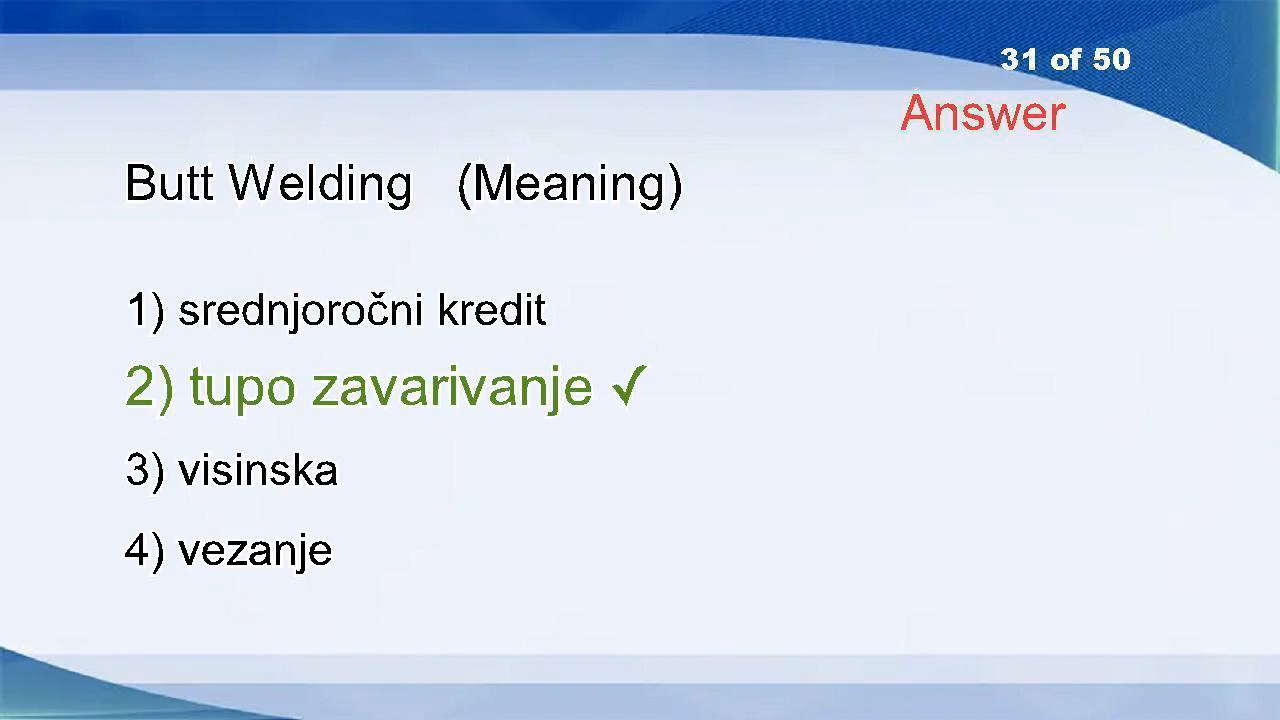 31 of 50
Answer
Butt Welding (Meaning)
1) srednjoročni kredit
2) tupo zavarivanje ✓
3) visinska
4) vezanje